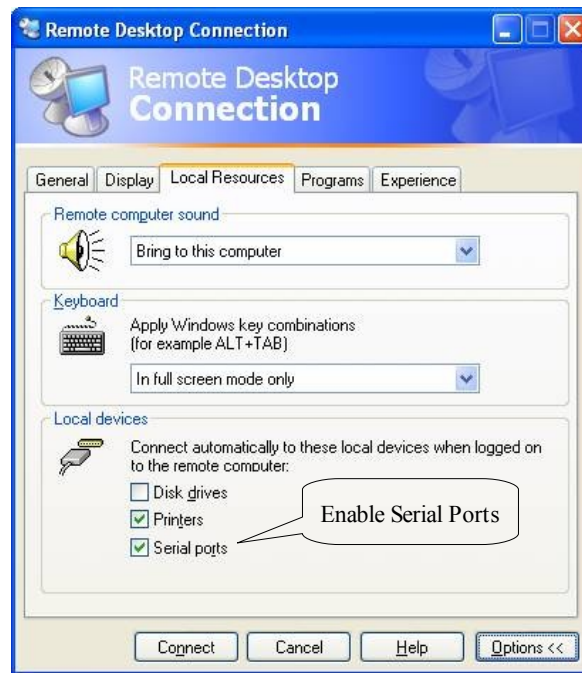 Remote Desktop Connection
Remote Desktop
Connection
General Display Local Resources Programs Experience
Remote computer sound
Bring to this computer
Keyboard
Apply Windows key combinations
(for example ALT+TAB)
In full screen mode only
Local devices
Connect automatically to these local devices when logged on
to the remote computer:
Disk drives
Printers
Serial ports
Enable Serial Ports
Connect Cancel Help Options <<